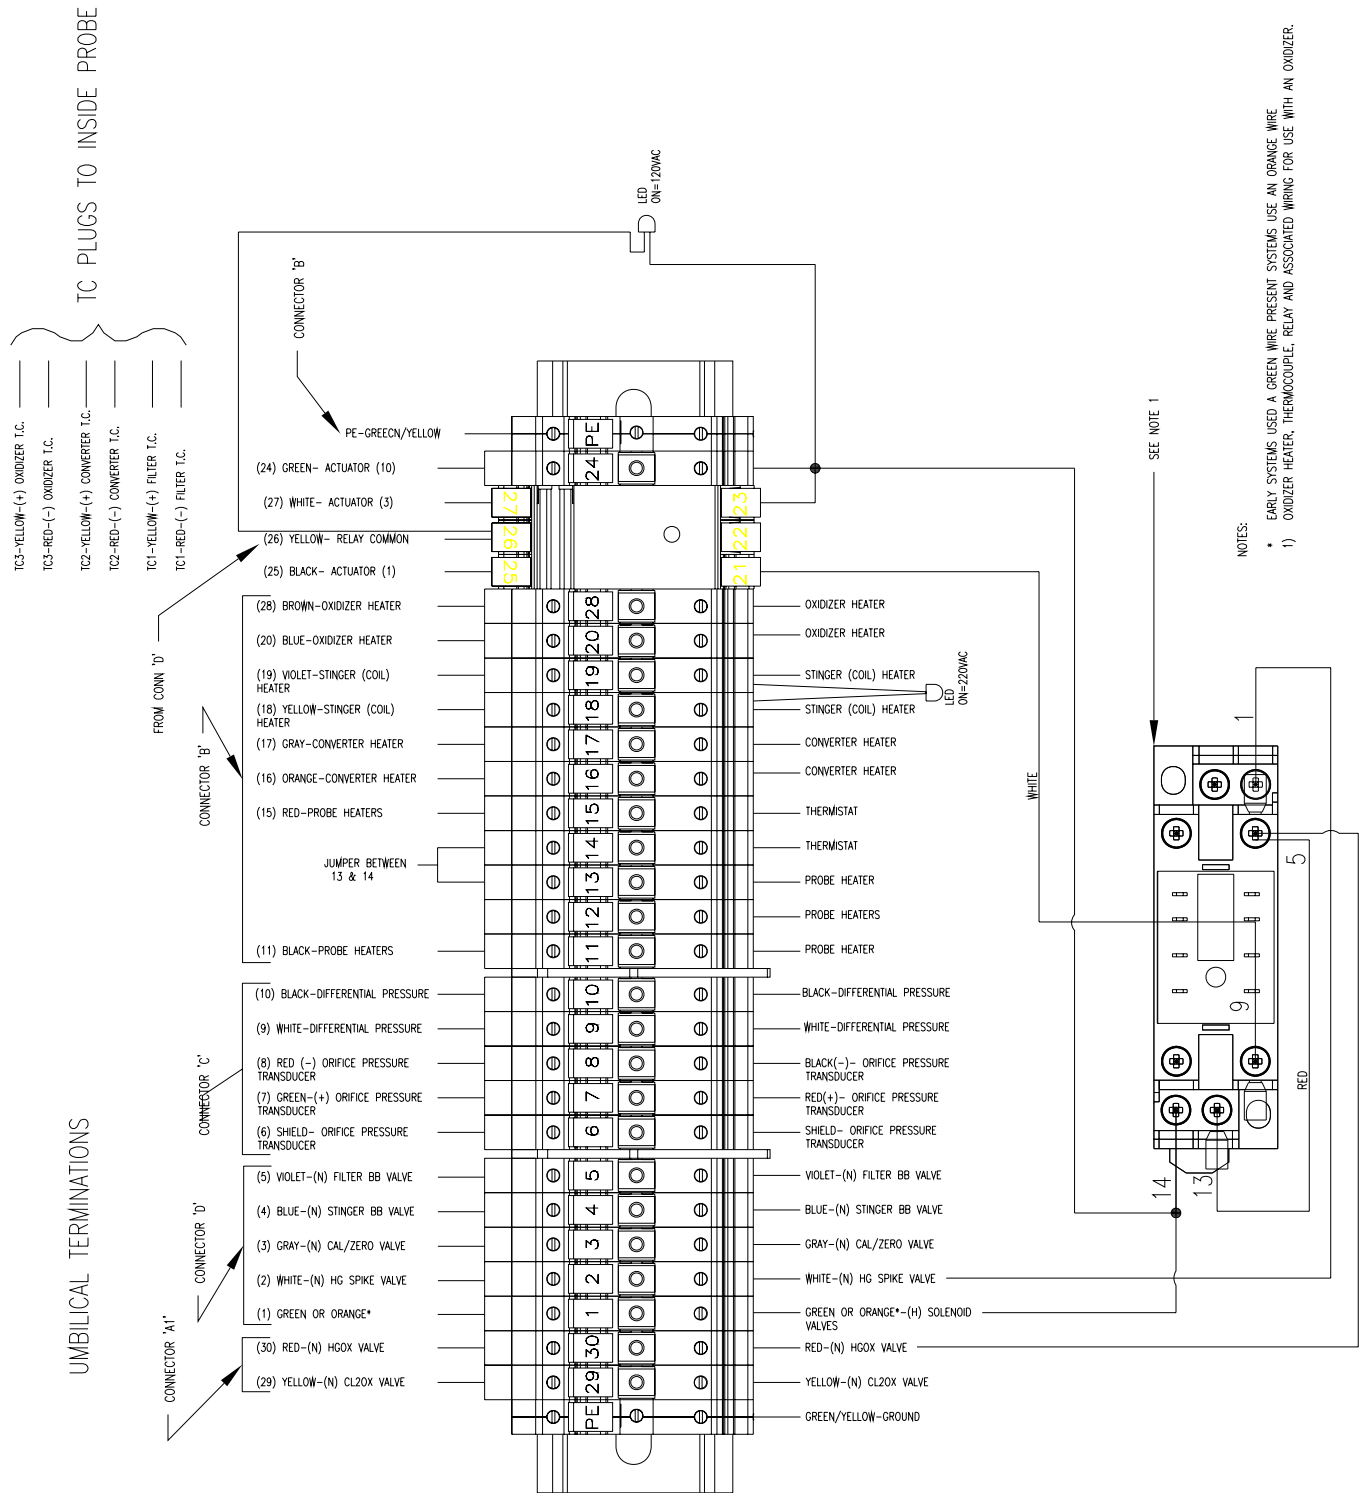 TC PLUGS TO INSIDE PROBE
TC3-YELLOW-(+) OXIDIZER T.C.
TC3-RED-(-) OXIDIZER T.C.
TC2-YELLOW-(+) CONVERTER T.C.
TC2-RED-(-) CONVERTER T.C.
TC1-YELLOW-(+) FILTER T.C.
TC1-RED-(-) FILTER T.C.
UMBILICAL TERMINATIONS
FROM CONN 'D'
CONNECTOR 'B'
CONNECTOR 'B'
CONNECTOR 'C'
CONNECTOR 'D'
CONNECTOR 'A1'
PE-GREECN/YELLOW
(24) GREEN- ACTUATOR (10)
(27) WHITE- ACTUATOR (3)
(26) YELLOW- RELAY COMMON
(25) BLACK- ACTUATOR (1)
(28) BROWN-OXIDIZER HEATER
(20) BLUE-OXIDIZER HEATER
(19) VIOLET-STINGER (COIL)
HEATER
(18) YELLOW-STINGER (COIL)
HEATER
(17) GRAY-CONVERTER HEATER
(16) ORANGE-CONVERTER HEATER
(15) RED-PROBE HEATERS
JUMPER BETWEEN
13 & 14
(11) BLACK-PROBE HEATERS
(10) BLACK-DIFFERENTIAL PRESSURE
(9) WHITE-DIFFERENTIAL PRESSURE
(8) RED (-) ORIFICE PRESSURE
TRANSDUCER
(7) GREEN-(+) ORIFICE PRESSURE
TRANSDUCER
(6) SHIELD- ORIFICE PRESSURE
TRANSDUCER
(5) VIOLET-(N) FILTER BB VALVE
(4) BLUE-(N) STINGER BB VALVE
(3) GRAY-(N) CAL/ZERO VALVE
(2) WHITE-(N) HG SPIKE VALVE
(1) GREEN OR ORANGE*
(30) RED-(N) HGOX VALVE
(29) YELLOW-(N) CL2OX VALVE
PE
24
27
26
25
23
22
21
28
20
19
18
17
16
15
14
13
12
11
10
9
8
7
6
5
4
3
2
1
30
29
PE
LED
ON=120VAC
OXIDIZER HEATER
OXIDIZER HEATER
STINGER (COIL) HEATER
STINGER (COIL) HEATER
LED
ON=220VAC
CONVERTER HEATER
CONVERTER HEATER
THERMISTAT
THERMISTAT
PROBE HEATER
PROBE HEATERS
PROBE HEATER
BLACK-DIFFERENTIAL PRESSURE
WHITE-DIFFERENTIAL PRESSURE
BLACK(-)- ORIFICE PRESSURE
TRANSDUCER
RED(+)- ORIFICE PRESSURE
TRANSDUCER
SHIELD- ORIFICE PRESSURE
TRANSDUCER
VIOLET-(N) FILTER BB VALVE
BLUE-(N) STINGER BB VALVE
GRAY-(N) CAL/ZERO VALVE
WHITE-(N) HG SPIKE VALVE
GREEN OR ORANGE*-(H) SOLENOID
VALVES
RED-(N) HGOX VALVE
YELLOW-(N) CL2OX VALVE
GREEN/YELLOW-GROUND
WHITE
SEE NOTE 1
1
5
9
RED
14
13
NOTES:
* EARLY SYSTEMS USED A GREEN WIRE PRESENT SYSTEMS USE AN ORANGE WIRE
1) OXIDIZER HEATER, THERMOCOUPLE, RELAY AND ASSOCIATED WIRING FOR USE WITH AN OXIDIZER.